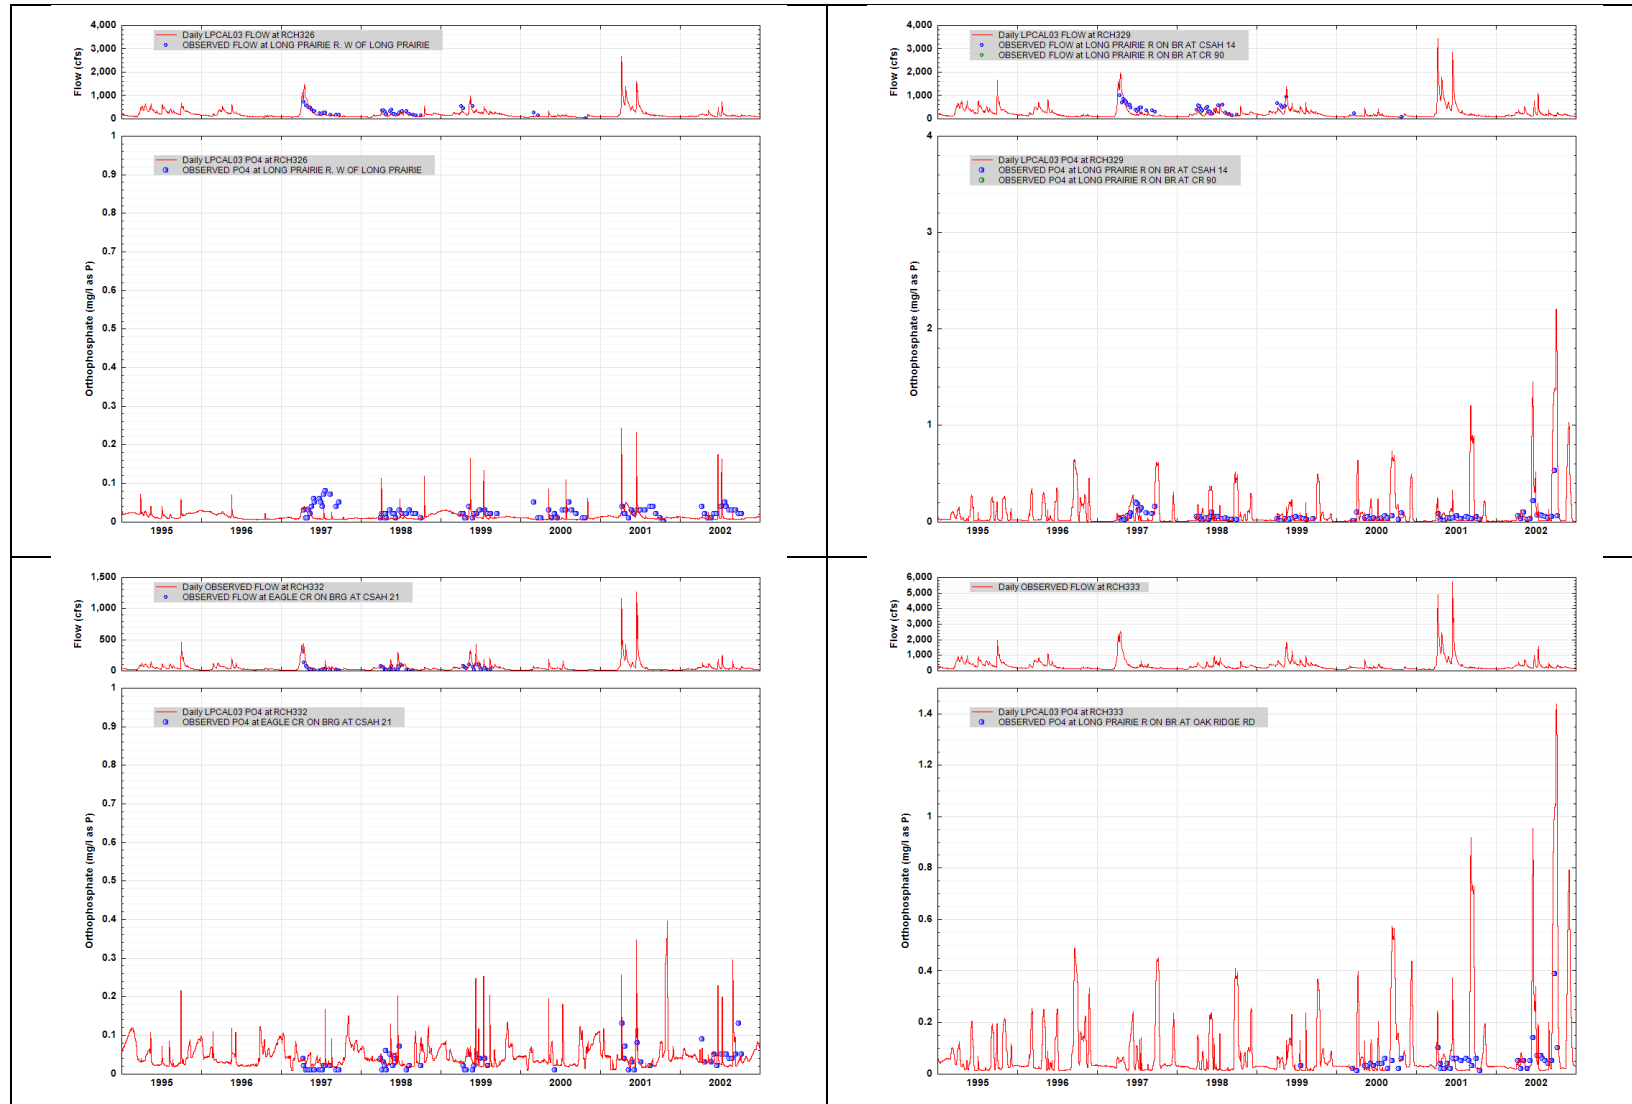 Flow (cfs)
4,000
3,000
2,000
1,000
0
Daily LPCAL03 FLOW at RCH326
OBSERVED FLOW at LONG PRAIRIE R. W OF LONG PRAIRIE
Orthophosphate (mg/l as P)
1
0.9
0.8
0.7
0.6
0.5
0.4
0.3
0.2
0.1
0
Daily LPCAL03 PO4 at RCH326
OBSERVED PO4 at LONG PRAIRIE R. W OF LONG PRAIRIE
1995 1996 1997 1998 1999 2000 2001 2002
Flow (cfs)
4,000
3,000
2,000
1,000
0
Daily LPCAL03 FLOW at RCH329
OBSERVED FLOW at LONG PRAIRIE R ON BR AT CSAH 14
OBSERVED FLOW at LONG PRAIRIE R ON BR AT CR 90
Orthophosphate (mg/l as P)
4
3
2
1
0
Daily LPCAL03 PO4 at RCH329
OBSERVED PO4 at LONG PRAIRIE R ON BR AT CSAH 14
OBSERVED PO4 at LONG PRAIRIE R ON BR AT CR 90
1995 1996 1997 1998 1999 2000 2001 2002
Flow (cfs)
1,500
1,000
500
0
Daily OBSERVED FLOW at RCH332
OBSERVED FLOW at EAGLE CR ON BRG AT CSAH 21
Orthophosphate (mg/l as P)
1
0.9
0.8
0.7
0.6
0.5
0.4
0.3
0.2
0.1
0
Daily LPCAL03 PO4 at RCH332
OBSERVED PO4 at EAGLE CR ON BRG AT CSAH 21
1995 1996 1997 1998 1999 2000 2001 2002
Flow (cfs)
6,000
5,000
4,000
3,000
2,000
1,000
0
Daily OBSERVED FLOW at RCH333
Orthophosphate (mg/l as P)
1.4
1.2
1
0.8
0.6
0.4
0.2
0
Daily LPCAL03 PO4 at RCH333
OBSERVED PO4 at LONG PRAIRIE R ON BR AT OAK RIDGE RD
1995 1996 1997 1998 1999 2000 2001 2002